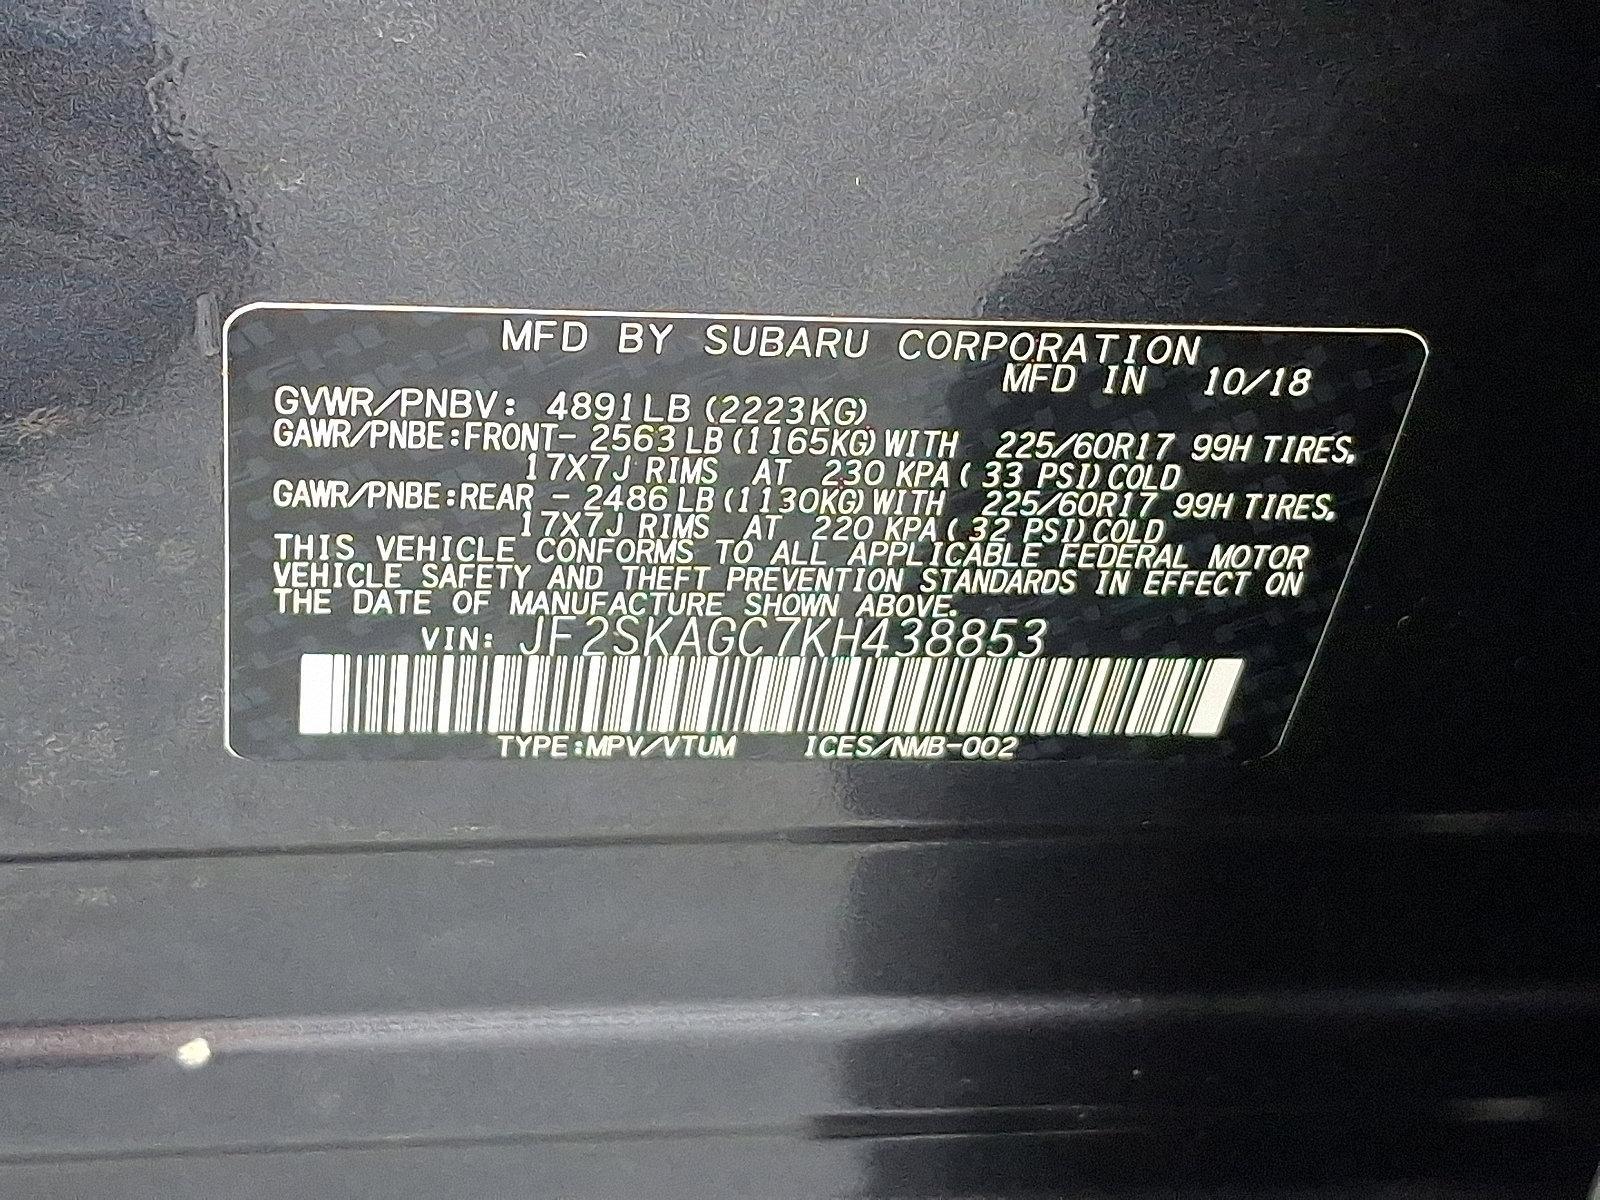 MFD BY SUBARU CORPORATION
MFD IN 10/18
GVWR/PNBV: 4891LB (2223KG)
GAWR/PNBE:FRONT- 2563 LB (1165KG) WITH 225/60R17 99H TIRES,
17X7J RIMS AT 230 KPA ( 33 PSI) COLD
GAWR/PNBE:REAR - 2486 LB (1130KG) WITH 225/60R17 99H TIRES,
17X7J RIMS AT 220 KPA ( 32 PSI) COLD
THIS VEHICLE CONFORMS TO ALL APPLICABLE FEDERAL MOTOR
VEHICLE SAFETY AND THEFT PREVENTION STANDARDS IN EFFECT ON
THE DATE OF MANUFACTURE SHOWN ABOVE.
VIN: JF2SKAGC7KH438853
TYPE:MPV/VTUM ICES/NMB-002